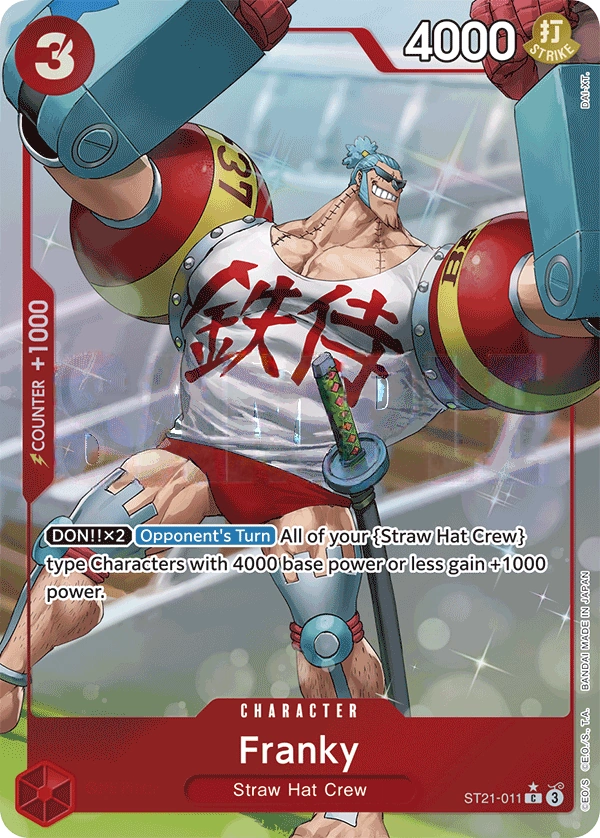 3
4000
打
STRIKE
DAI-XT.
37
BF
鉄侍
COUNTER +1000
DON!!×2 Opponent's Turn All of your {Straw Hat Crew}
type Characters with 4000 base power or less gain +1000
power.
CHARACTER
Franky
Straw Hat Crew
ST21-011 C 3
©EO/S ©E.O./S., T.A. BANDAI MADE IN JAPAN